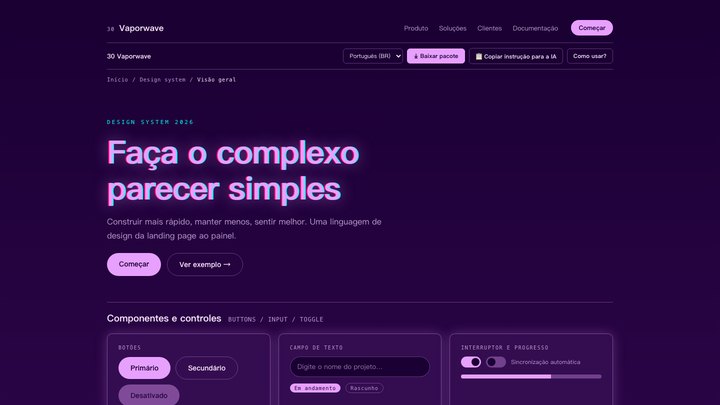 30 Vaporwave
Produto Soluções Clientes Documentação Começar
30 Vaporwave
Português (BR) ⤓ Baixar pacote 📋 Copiar instrução para a IA Como usar?
Início / Design system / Visão geral
DESIGN SYSTEM 2026
Faça o complexo
parecer simples
Construir mais rápido, manter menos, sentir melhor. Uma linguagem de
design da landing page ao painel.
Começar Ver exemplo →
Componentes e controles BUTTONS / INPUT / TOGGLE
BOTÕES
Primário Secundário
Desativado
CAMPO DE TEXTO
Digite o nome do projeto...
Em andamento Rascunho
INTERRUPTOR E PROGRESSO
Sincronização automática